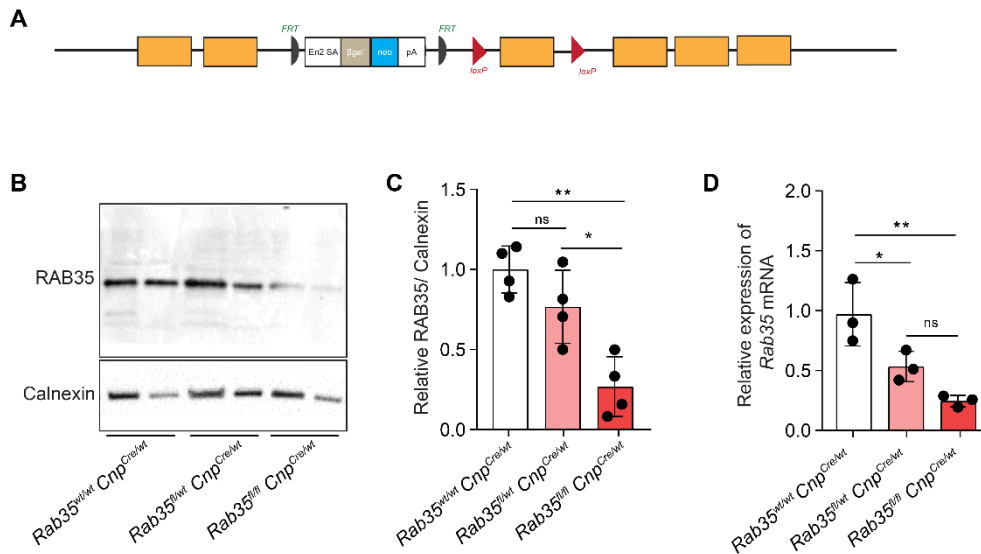 A
FRT
FRT
En2 SA
βgal
neo
pA
loxP
loxP
B
RAB35
Calnexin
Rab35wt/wt CnpCre/wt
Rab35fl/wt CnpCre/wt
Rab35fl/fl CnpCre/wt
C
Relative RAB35/ Calnexin
1.5
1.0
0.5
0.0
**
ns
*
Rab35wt/wt CnpCre/wt
Rab35fl/wt CnpCre/wt
Rab35fl/fl CnpCre/wt
D
Relative expression of
Rab35 mRNA
2.0
1.5
1.0
0.5
0.0
**
*
ns
Rab35wt/wt CnpCre/wt
Rab35fl/wt CnpCre/wt
Rab35fl/fl CnpCre/wt